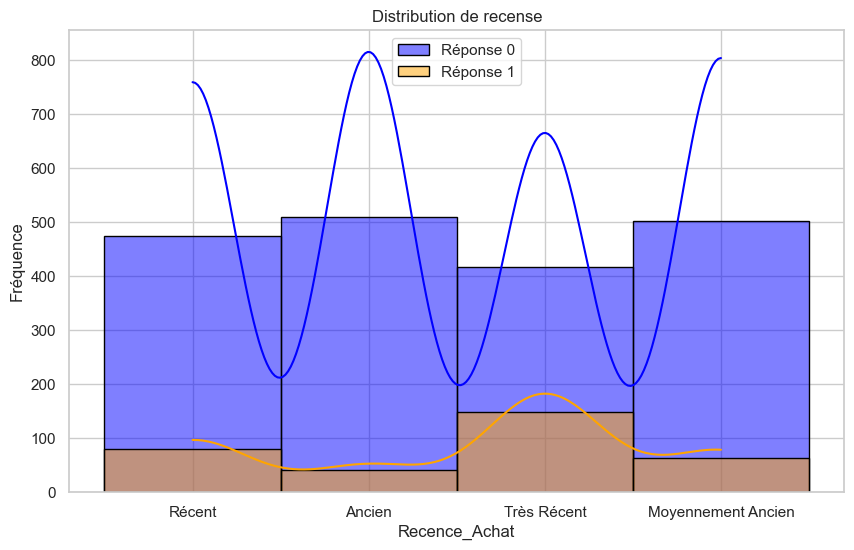 Distribution de recense
Réponse 0
Réponse 1
800
700
600
500
400
300
200
100
0
Fréquence
Récent
Ancien
Très Récent
Moyennement Ancien
Recence_Achat